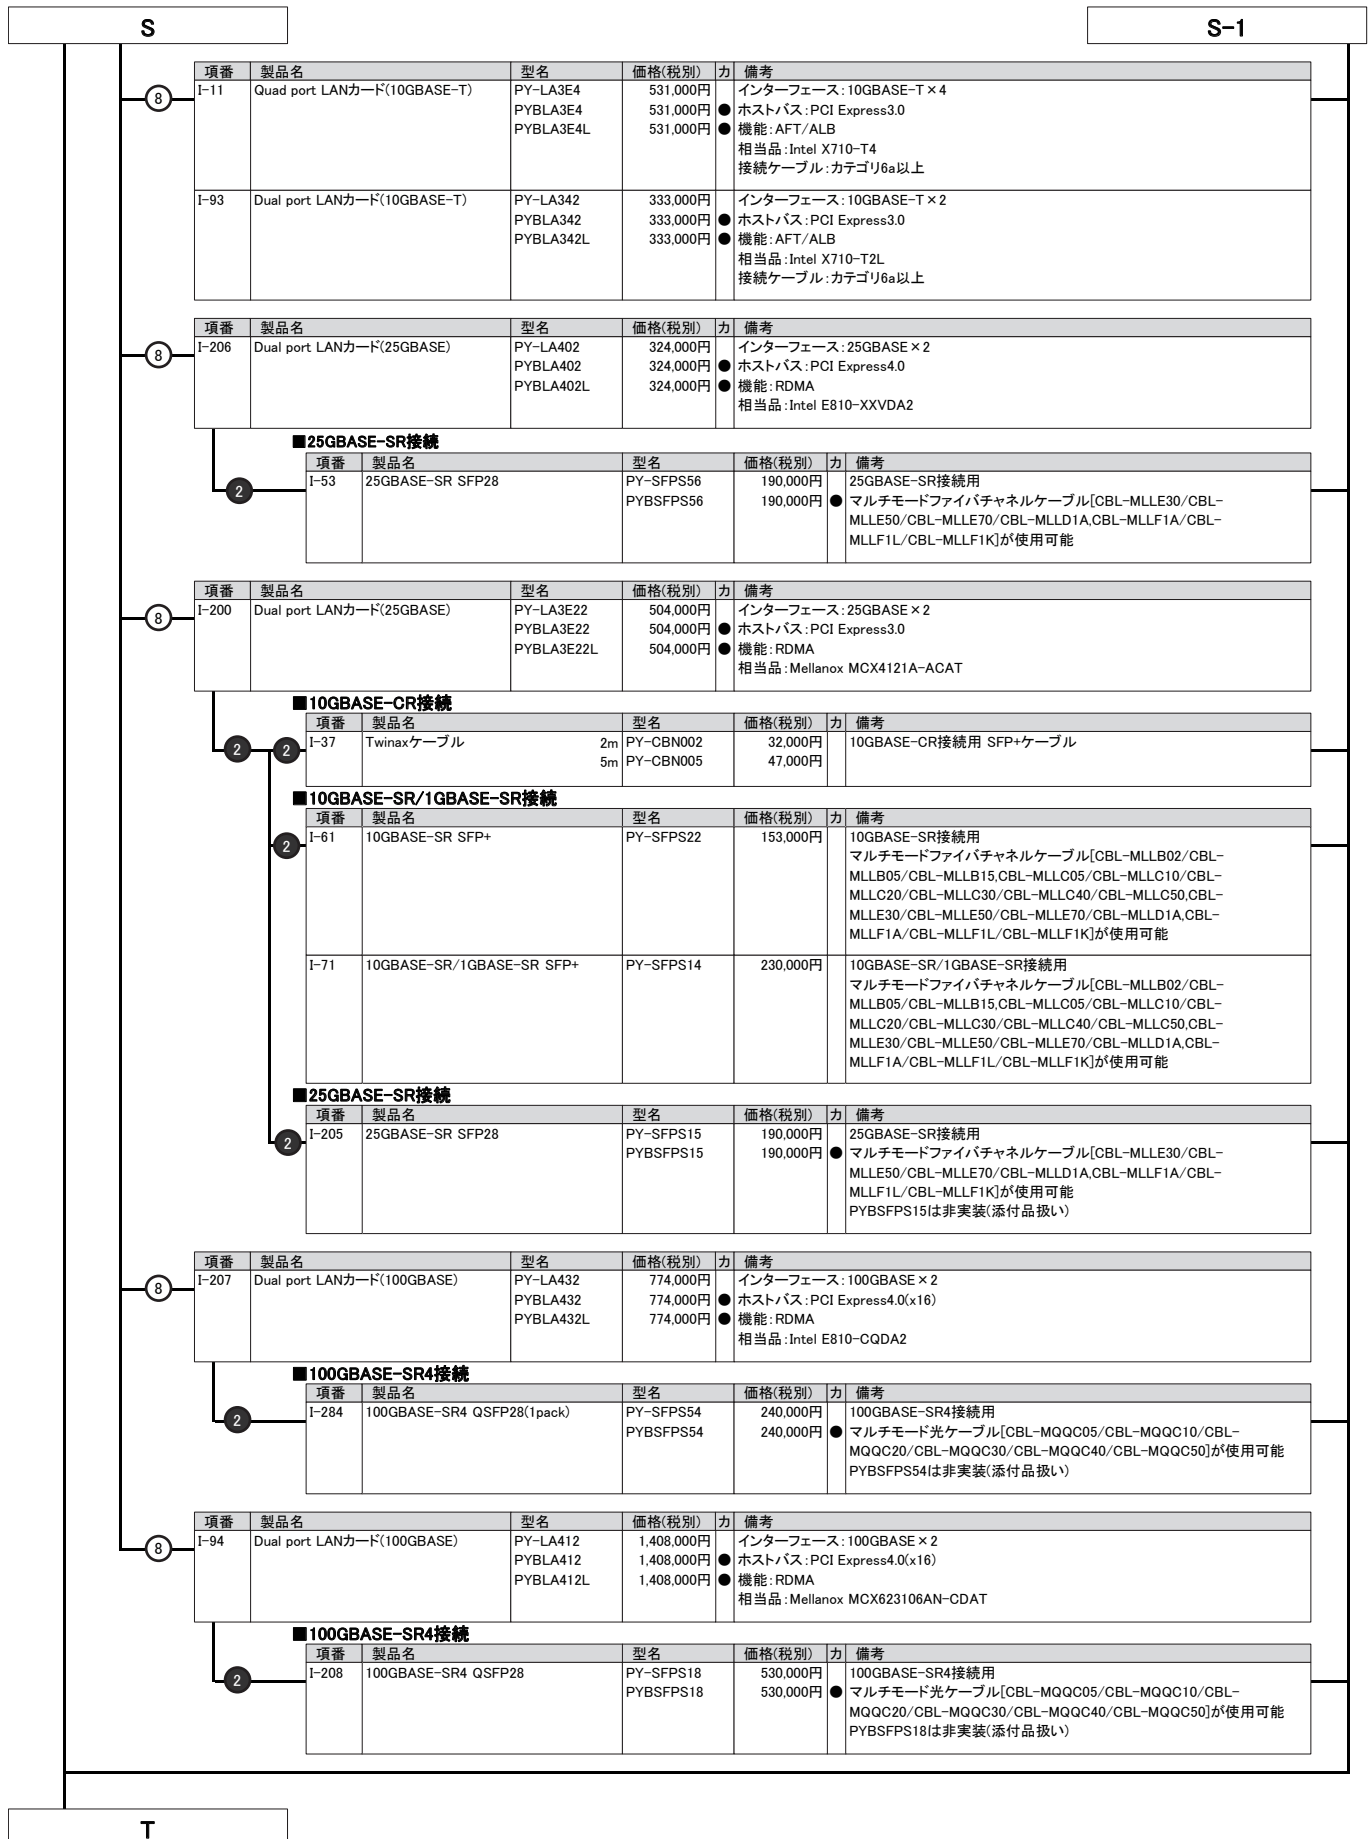 S
S-1
項番 製品名 型名 価格(税別) カ 備考
8
I-11 Quad port LANカード(10GBASE-T) PY-LA3E4 531,000円 インターフェース:10GBASE-T×4
PYBLA3E4 531,000円 ● ホストバス:PCI Express3.0
PYBLA3E4L 531,000円 ● 機能:AFT/ALB
相当品:Intel X710-T4
接続ケーブル:カテゴリ6a以上
I-93 Dual port LANカード(10GBASE-T) PY-LA342 333,000円 インターフェース:10GBASE-T×2
PYBLA342 333,000円 ● ホストバス:PCI Express3.0
PYBLA342L 333,000円 ● 機能:AFT/ALB
相当品:Intel X710-T2L
接続ケーブル:カテゴリ6a以上
項番 製品名 型名 価格(税別) カ 備考
8
I-206 Dual port LANカード(25GBASE) PY-LA402 324,000円 インターフェース:25GBASE×2
PYBLA402 324,000円 ● ホストバス:PCI Express4.0
PYBLA402L 324,000円 ● 機能:RDMA
相当品:Intel E810-XXVDA2
■25GBASE-SR接続
項番 製品名 型名 価格(税別) カ 備考
2
I-53 25GBASE-SR SFP28 PY-SFPS56 190,000円 25GBASE-SR接続用
PYBSFPS56 190,000円 ● マルチモードファイバチャネルケーブル[CBL-MLLE30/CBL-
MLLE50/CBL-MLLE70/CBL-MLLD1A,CBL-MLLF1A/CBL-
MLLF1L/CBL-MLLF1K]が使用可能
項番 製品名 型名 価格(税別) カ 備考
8
I-200 Dual port LANカード(25GBASE) PY-LA3E22 504,000円 インターフェース:25GBASE×2
PYBLA3E22 504,000円 ● ホストバス:PCI Express3.0
PYBLA3E22L 504,000円 ● 機能:RDMA
相当品:Mellanox MCX4121A-ACAT
■10GBASE-CR接続
項番 製品名 型名 価格(税別) カ 備考
2 2
I-37 Twinaxケーブル 2m PY-CBN002 32,000円 10GBASE-CR接続用 SFP+ケーブル
5m PY-CBN005 47,000円
■10GBASE-SR/1GBASE-SR接続
項番 製品名 型名 価格(税別) カ 備考
2
I-61 10GBASE-SR SFP+ PY-SFPS22 153,000円 10GBASE-SR接続用
マルチモードファイバチャネルケーブル[CBL-MLLB02/CBL-
MLLB05/CBL-MLLB15,CBL-MLLC05/CBL-MLLC10/CBL-
MLLC20/CBL-MLLC30/CBL-MLLC40/CBL-MLLC50,CBL-
MLLE30/CBL-MLLE50/CBL-MLLE70/CBL-MLLD1A,CBL-
MLLF1A/CBL-MLLF1L/CBL-MLLF1K]が使用可能
I-71 10GBASE-SR/1GBASE-SR SFP+ PY-SFPS14 230,000円 10GBASE-SR/1GBASE-SR接続用
マルチモードファイバチャネルケーブル[CBL-MLLB02/CBL-
MLLB05/CBL-MLLB15,CBL-MLLC05/CBL-MLLC10/CBL-
MLLC20/CBL-MLLC30/CBL-MLLC40/CBL-MLLC50,CBL-
MLLE30/CBL-MLLE50/CBL-MLLE70/CBL-MLLD1A,CBL-
MLLF1A/CBL-MLLF1L/CBL-MLLF1K]が使用可能
■25GBASE-SR接続
項番 製品名 型名 価格(税別) カ 備考
2
I-205 25GBASE-SR SFP28 PY-SFPS15 190,000円 25GBASE-SR接続用
PYBSFPS15 190,000円 ● マルチモードファイバチャネルケーブル[CBL-MLLE30/CBL-
MLLE50/CBL-MLLE70/CBL-MLLD1A,CBL-MLLF1A/CBL-
MLLF1L/CBL-MLLF1K]が使用可能
PYBSFPS15は非実装(添付品扱い)
項番 製品名 型名 価格(税別) カ 備考
8
I-207 Dual port LANカード(100GBASE) PY-LA432 774,000円 インターフェース:100GBASE×2
PYBLA432 774,000円 ● ホストバス:PCI Express4.0(x16)
PYBLA432L 774,000円 ● 機能:RDMA
相当品:Intel E810-CQDA2
■100GBASE-SR4接続
項番 製品名 型名 価格(税別) カ 備考
2
I-284 100GBASE-SR4 QSFP28(1pack) PY-SFPS54 240,000円 100GBASE-SR4接続用
PYBSFPS54 240,000円 ● マルチモード光ケーブル[CBL-MQQC05/CBL-MQQC10/CBL-
MQQC20/CBL-MQQC30/CBL-MQQC40/CBL-MQQC50]が使用可能
PYBSFPS54は非実装(添付品扱い)
項番 製品名 型名 価格(税別) カ 備考
8
I-94 Dual port LANカード(100GBASE) PY-LA412 1,408,000円 インターフェース:100GBASE×2
PYBLA412 1,408,000円 ● ホストバス:PCI Express4.0(x16)
PYBLA412L 1,408,000円 ● 機能:RDMA
相当品:Mellanox MCX623106AN-CDAT
■100GBASE-SR4接続
項番 製品名 型名 価格(税別) カ 備考
2
I-208 100GBASE-SR4 QSFP28 PY-SFPS18 530,000円 100GBASE-SR4接続用
PYBSFPS18 530,000円 ● マルチモード光ケーブル[CBL-MQQC05/CBL-MQQC10/CBL-
MQQC20/CBL-MQQC30/CBL-MQQC40/CBL-MQQC50]が使用可能
PYBSFPS18は非実装(添付品扱い)
T